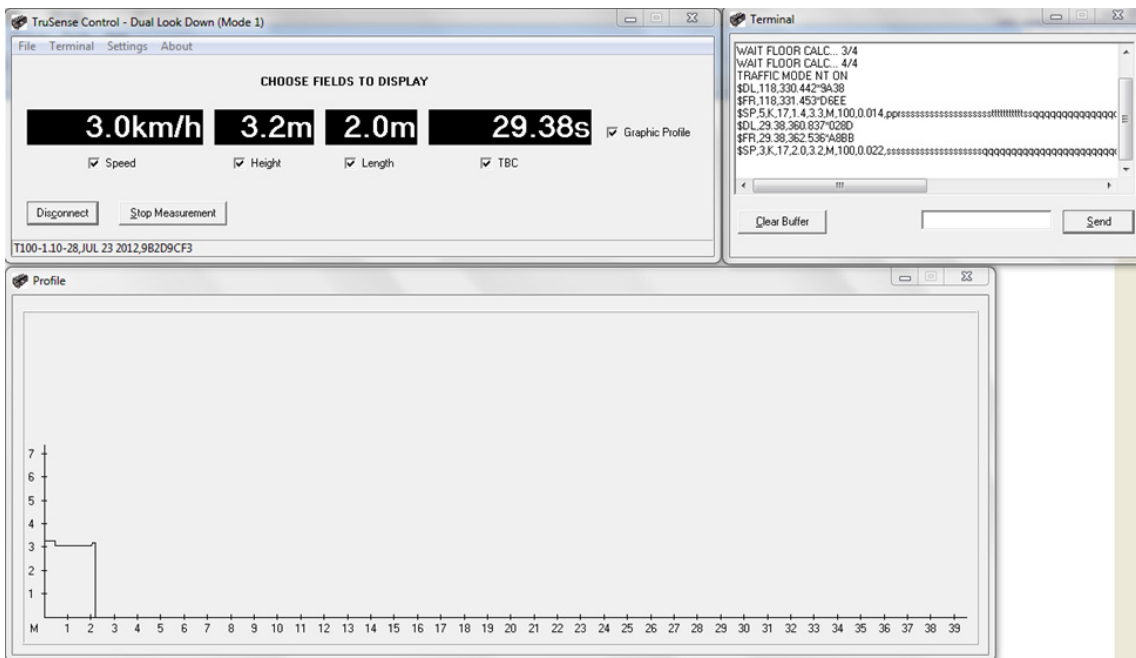 TruSense Control - Dual Look Down (Mode 1)
File Terminal Settings About
CHOOSE FIELDS TO DISPLAY
3.0km/h 3.2m 2.0m 29.38s Graphic Profile
Speed Height Length TBC
Disconnect Stop Measurement
T100-1.10-28,JUL 23 2012,9B2D9CF3
Terminal
WAIT FLOOR CALC... 3/4
WAIT FLOOR CALC... 4/4
TRAFFIC MODE NT ON
$DL,118,330.442*9A38
$FR,118,331.453*D6EE
$SP,5,K,17,1.4,3.3,M,100,0.014,
$DL,29.38,360.837*028D
$FR,29.38,362.536*A8BB
$SP,3,K,17,2.0,3.2,M,100,0.022,
Clear Buffer Send
Profile
7
6
5
4
3
2
1
M 1 2 3 4 5 6 7 8 9 10 11 12 13 14 15 16 17 18 19 20 21 22 23 24 25 26 27 28 29 30 31 32 33 34 35 36 37 38 39